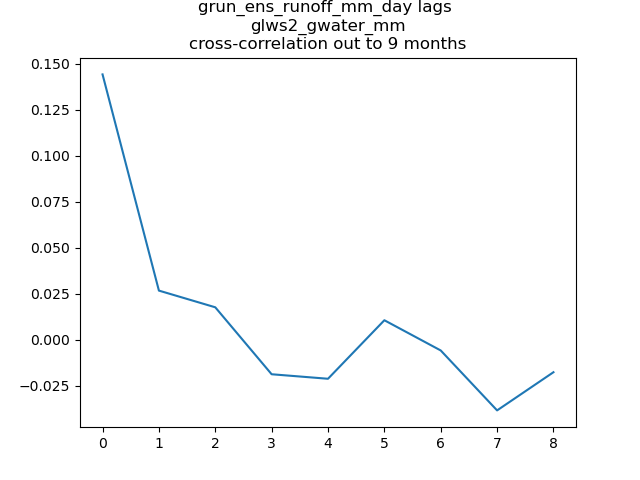 grun_ens_runoff_mm_day lags
glws2_gwater_mm
cross-correlation out to 9 months
0.150
0.125
0.100
0.075
0.050
0.025
0.000
−0.025
0 1 2 3 4 5 6 7 8